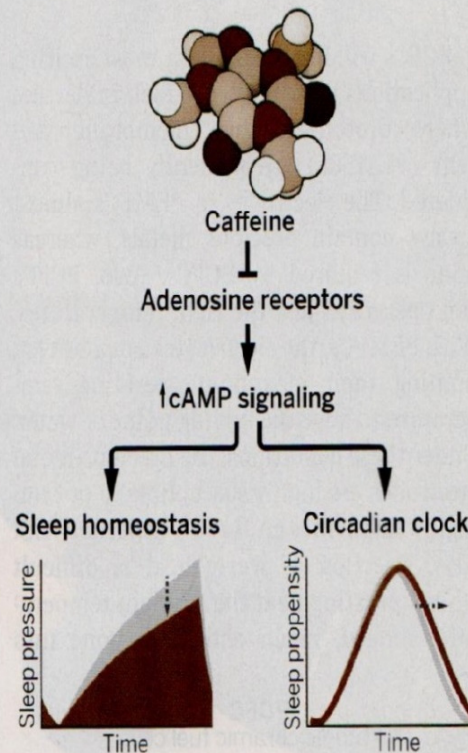 Caffeine
Adenosine receptors
↑cAMP signaling
Sleep homeostasis
Circadian clock
Sleep pressure
Time
Sleep propensity
Time